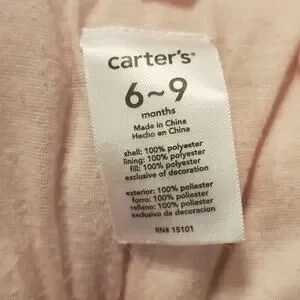 carter's®
6~9
months
Made in China
Hecho en China
shell: 100% polyester
lining: 100% polyester
fill: 100% polyester
exclusive of decoration
exterior: 100% poliester
forro: 100% poliester
relleno: 100% poliester
exclusivo de decoracion
RN# 15101